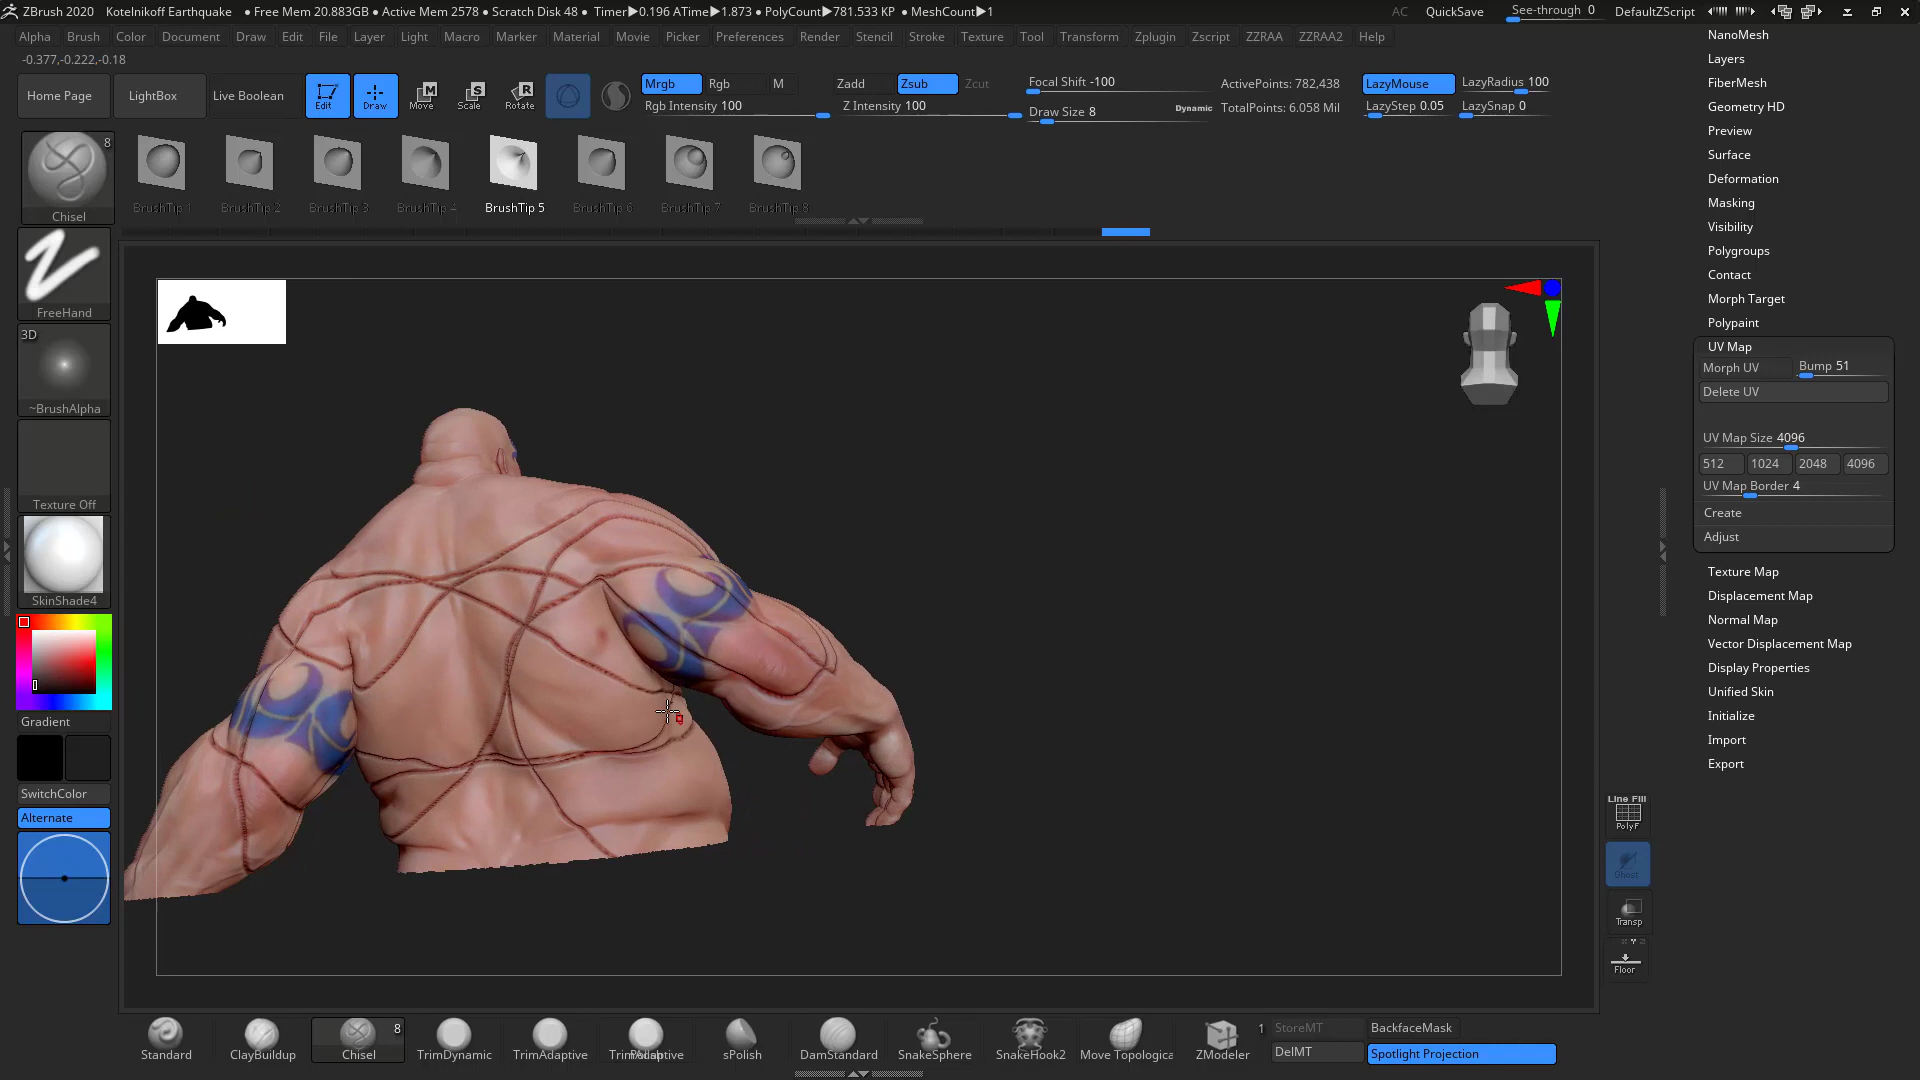 ZBrush 2020 Kotelnikoff Earthquake ● Free Mem 20.883GB ● Active Mem 2578 ● Scratch Disk 48 ● Timer▶0.196 ATime▶1.873 ● PolyCount▶781.533 KP ● MeshCount▶1 AC QuickSave See-through 0 DefaultZScript
Alpha Brush Color Document Draw Edit File Layer Light Macro Marker Material Movie Picker Preferences Render Stencil Stroke Texture Tool Transform Zplugin Zscript ZZRAA ZZRAA2 Help
-0.377,-0.222,-0.18
Home Page LightBox Live Boolean Edit Draw Move Scale Rotate
M S R
Mrgb Rgb M Zadd Zsub Zcut Focal Shift -100 ActivePoints: 782,438 LazyMouse LazyRadius 100
Rgb Intensity 100 Z Intensity 100 Draw Size 8 Dynamic TotalPoints: 6.058 Mil LazyStep 0.05 LazySnap 0
8
Chisel
BrushTip 1 BrushTip 2 BrushTip 3 BrushTip 4 BrushTip 5 BrushTip 6 BrushTip 7 BrushTip 8
FreeHand
3D
~BrushAlpha
Texture Off
SkinShade4
Gradient
SwitchColor
Alternate
NanoMesh
Layers
FiberMesh
Geometry HD
Preview
Surface
Deformation
Masking
Visibility
Polygroups
Contact
Morph Target
Polypaint
UV Map
Morph UV Bump 51
Delete UV
UV Map Size 4096
512 1024 2048 4096
UV Map Border 4
Create
Adjust
Texture Map
Displacement Map
Normal Map
Vector Displacement Map
Display Properties
Unified Skin
Initialize
Import
Export
Line Fill
PolyF
Ghost
Transp
Floor
Standard ClayBuildup Chisel 8 TrimDynamic TrimAdaptive sPolish DamStandard SnakeSphere SnakeHook2 Move Topologica ZModeler 1
StoreMT BackfaceMask
DelMT Spotlight Projection